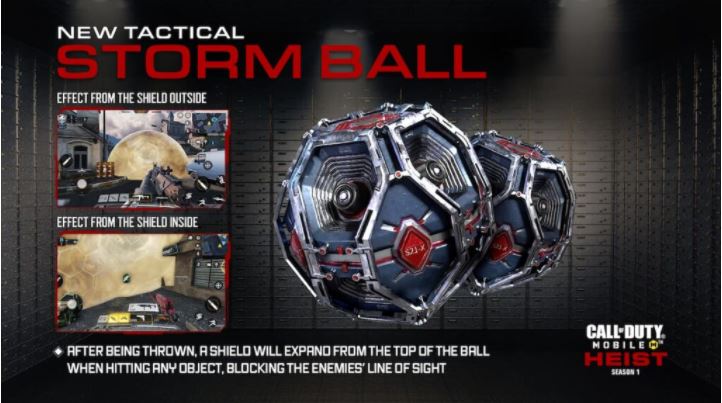 NEW TACTICAL
STORM BALL
EFFECT FROM THE SHIELD OUTSIDE
EFFECT FROM THE SHIELD INSIDE
AFTER BEING THROWN, A SHIELD WILL EXPAND FROM THE TOP OF THE BALL
WHEN HITTING ANY OBJECT, BLOCKING THE ENEMIES' LINE OF SIGHT
CALL OF DUTY
MOBILE
HEIST
SEASON 1